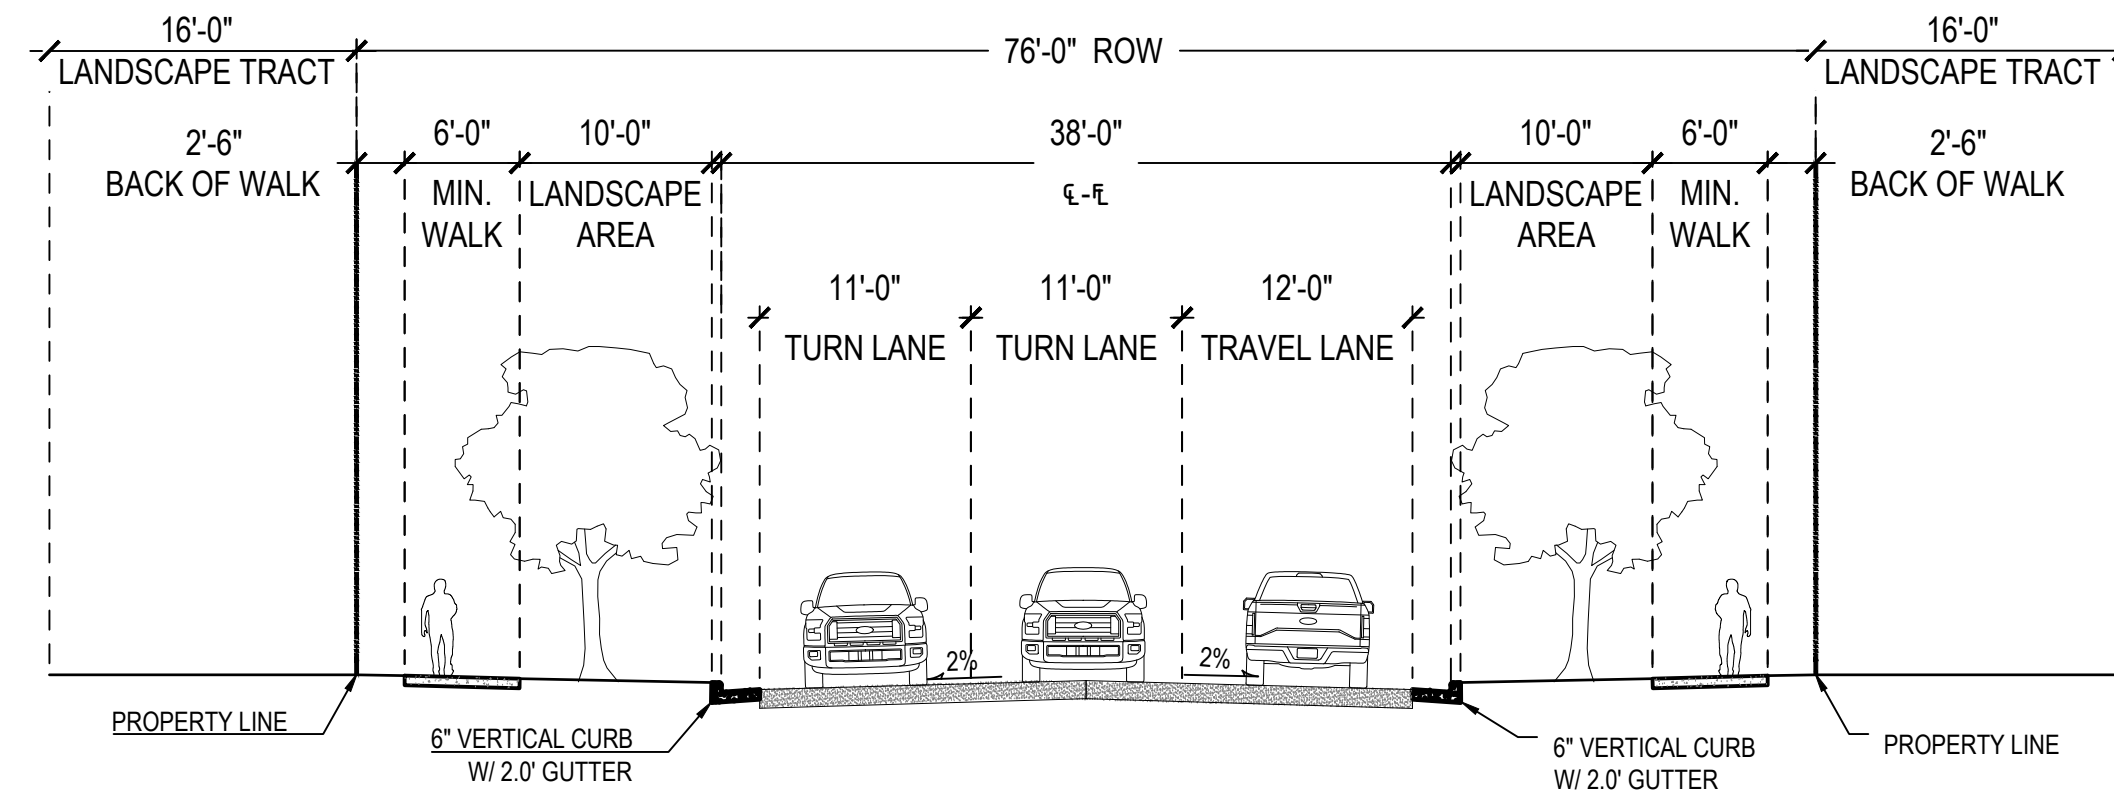 16'-0"
LANDSCAPE TRACT
76'-0" ROW
16'-0"
LANDSCAPE TRACT
2'-6"
BACK OF WALK
6'-0"
MIN.
WALK
10'-0"
LANDSCAPE
AREA
38'-0"
℄-FL
10'-0"
LANDSCAPE
AREA
6'-0"
MIN.
WALK
2'-6"
BACK OF WALK
11'-0"
TURN LANE
11'-0"
TURN LANE
12'-0"
TRAVEL LANE
2%
2%
PROPERTY LINE
6" VERTICAL CURB
W/ 2.0' GUTTER
6" VERTICAL CURB
W/ 2.0' GUTTER
PROPERTY LINE